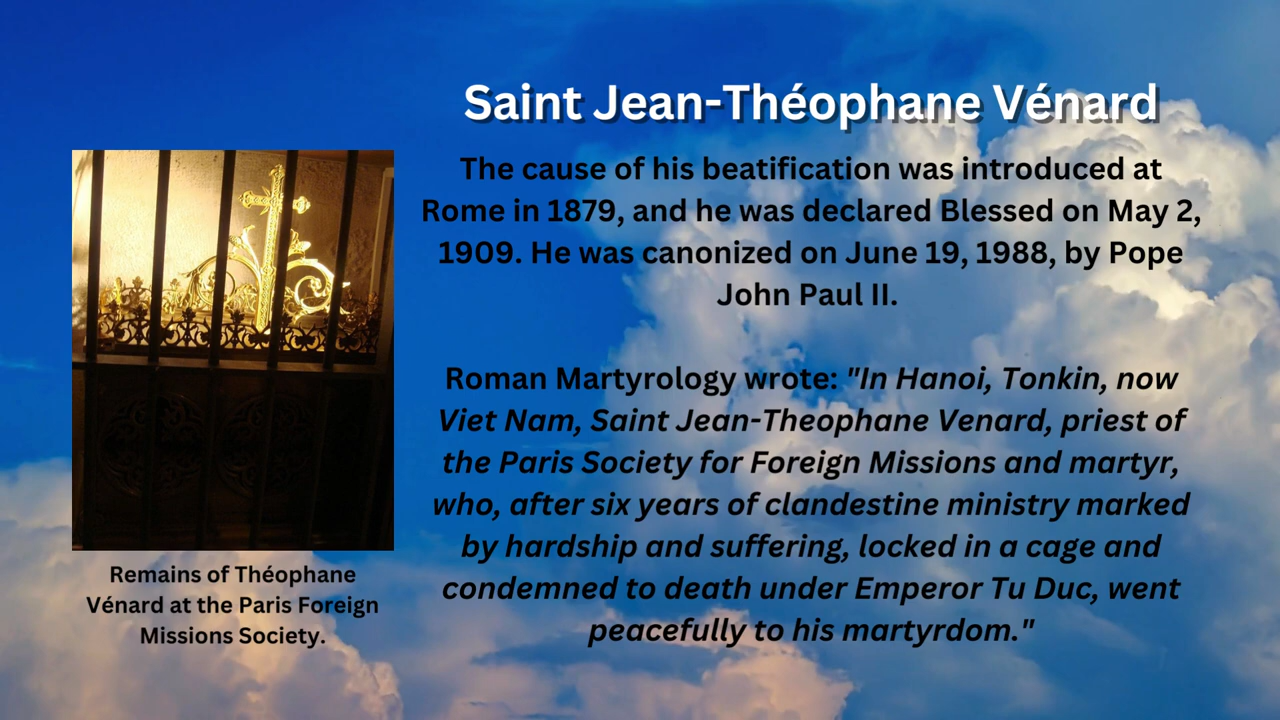 Saint Jean-Théophane Vénard
The cause of his beatification was introduced at
Rome in 1879, and he was declared Blessed on May 2,
1909. He was canonized on June 19, 1988, by Pope
John Paul II.
Roman Martyrology wrote: "In Hanoi, Tonkin, now
Viet Nam, Saint Jean-Theophane Venard, priest of
the Paris Society for Foreign Missions and martyr,
who, after six years of clandestine ministry marked
by hardship and suffering, locked in a cage and
condemned to death under Emperor Tu Duc, went
peacefully to his martyrdom."
Remains of Théophane
Vénard at the Paris Foreign
Missions Society.